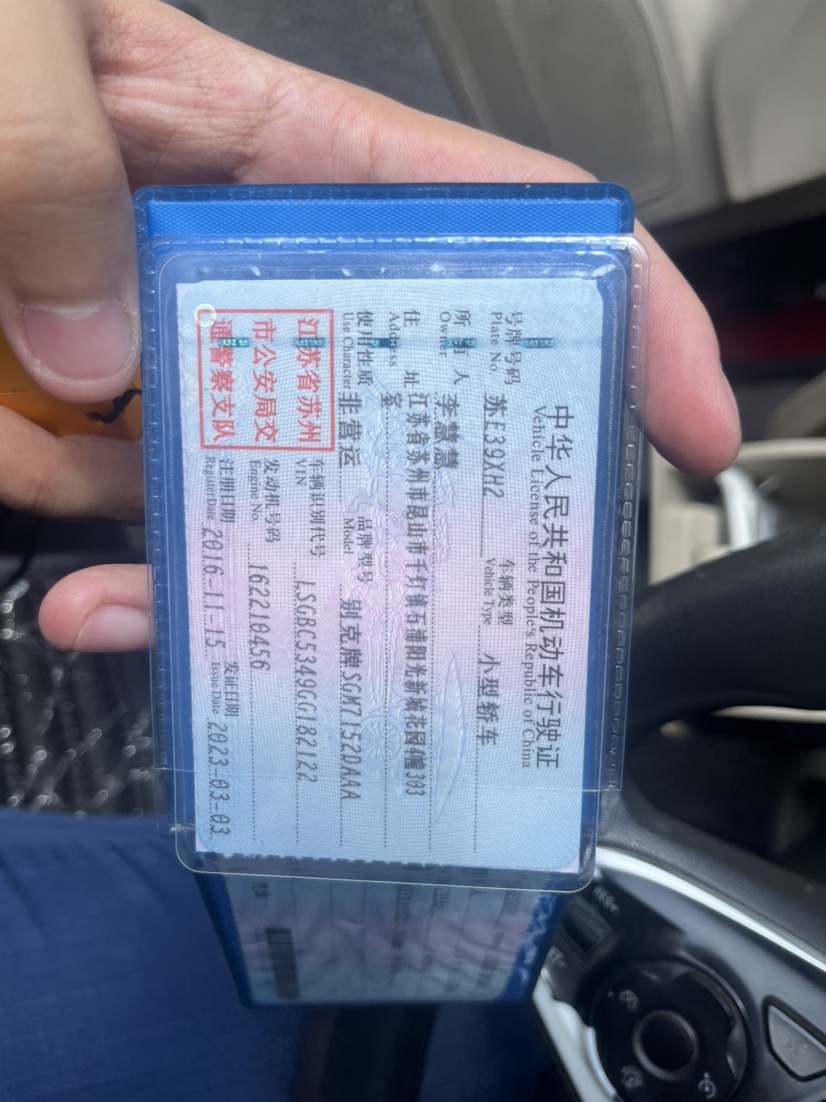 中华人民共和国机动车行驶证
Vehicle License of the People's Republic of China
号牌号码 苏E39XH2 车辆类型 小型轿车
Plate No. Vehicle Type
所有人 李慧慧
Owner
住址 江苏省苏州市昆山市千灯镇石浦阳光新城花园4幢303
Address 室
使用性质 非营运 品牌型号 别克牌SGM7152DAAA
Use Character Model
江苏省苏州
市公安局交
通警察支队
车辆识别代号 LSGBC5349GG182122
VIN
发动机号码 162210456
Engine No.
注册日期 2016-11-15 发证日期 2023-03-03
Register Date Issue Date